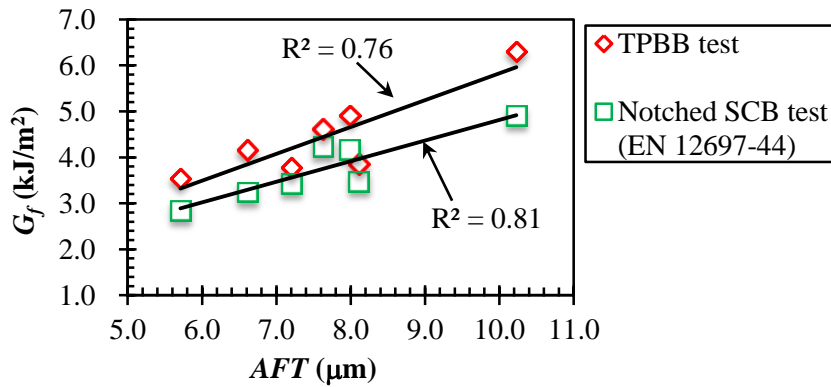 7.0
6.0
5.0
4.0
3.0
2.0
1.0
G_f (kJ/m²)
5.0 6.0 7.0 8.0 9.0 10.0 11.0
AFT (μm)
R² = 0.76
R² = 0.81
TPBB test
Notched SCB test
(EN 12697-44)